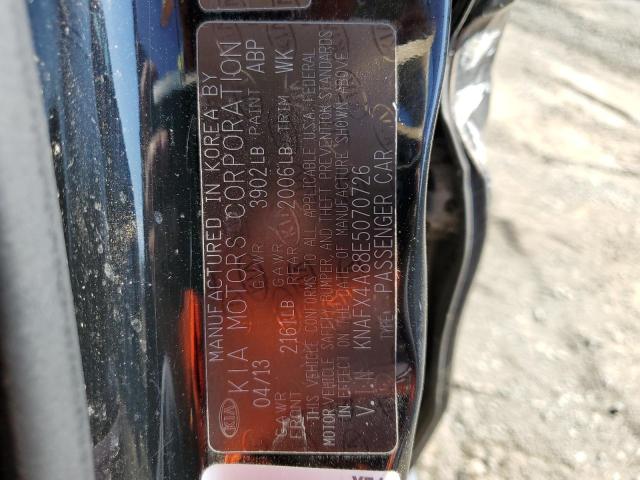 MANUFACTURED IN KOREA BY
KIA KIA MOTORS CORPORATION
04/13 GVWR 3902LB PAINT ABP
GAWR FRONT 2161LB GAWR REAR 2006LB TRIM WK
THIS VEHICLE CONFORMS TO ALL APPLICABLE U.S.A. FEDERAL
MOTOR VEHICLE SAFETY, BUMPER, AND THEFT PREVENTION STANDARDS
IN EFFECT ON THE DATE OF MANUFACTURE SHOWN ABOVE.
V.I.N KNAFX4A88E5070726
TYPE: PASSENGER CAR